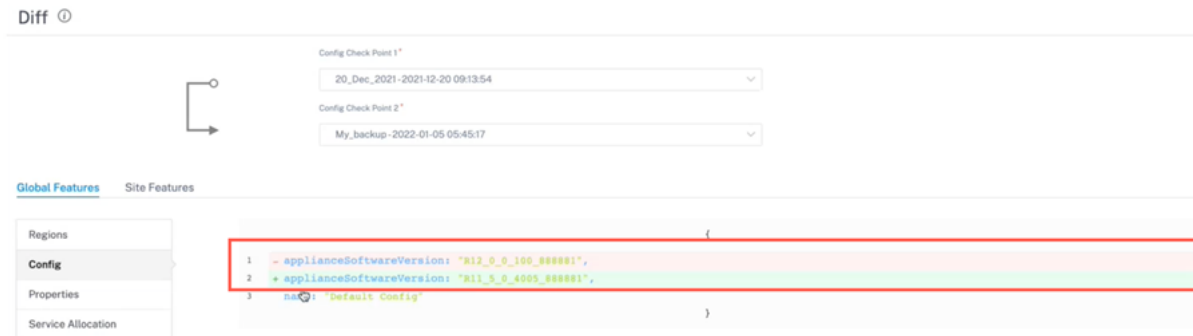 Diff
Config Check Point 1*
20_Dec_2021-2021-12-20 09:13:54
Config Check Point 2*
My_backup-2022-01-05 05:45:17
Global Features Site Features
Regions
Config
Properties
Service Allocation
{
1 - applianceSoftwareVersion: "R12_0_0_100_888881",
2 + applianceSoftwareVersion: "R11_5_0_4005_888881",
3 : "Default Config"
}